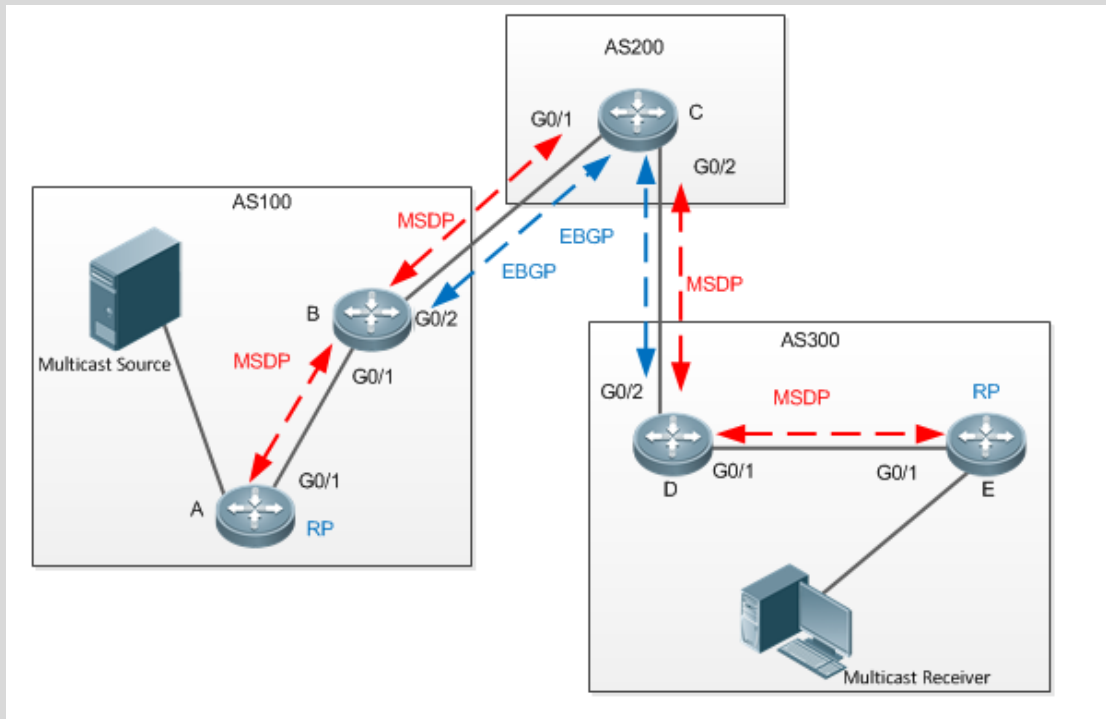 AS200
C
G0/1
G0/2
MSDP
EBGP
EBGP
MSDP
AS100
B
G0/2
Multicast Source
MSDP
G0/1
A
G0/1
RP
AS300
G0/2
MSDP
RP
D
G0/1
G0/1
E
Multicast Receiver